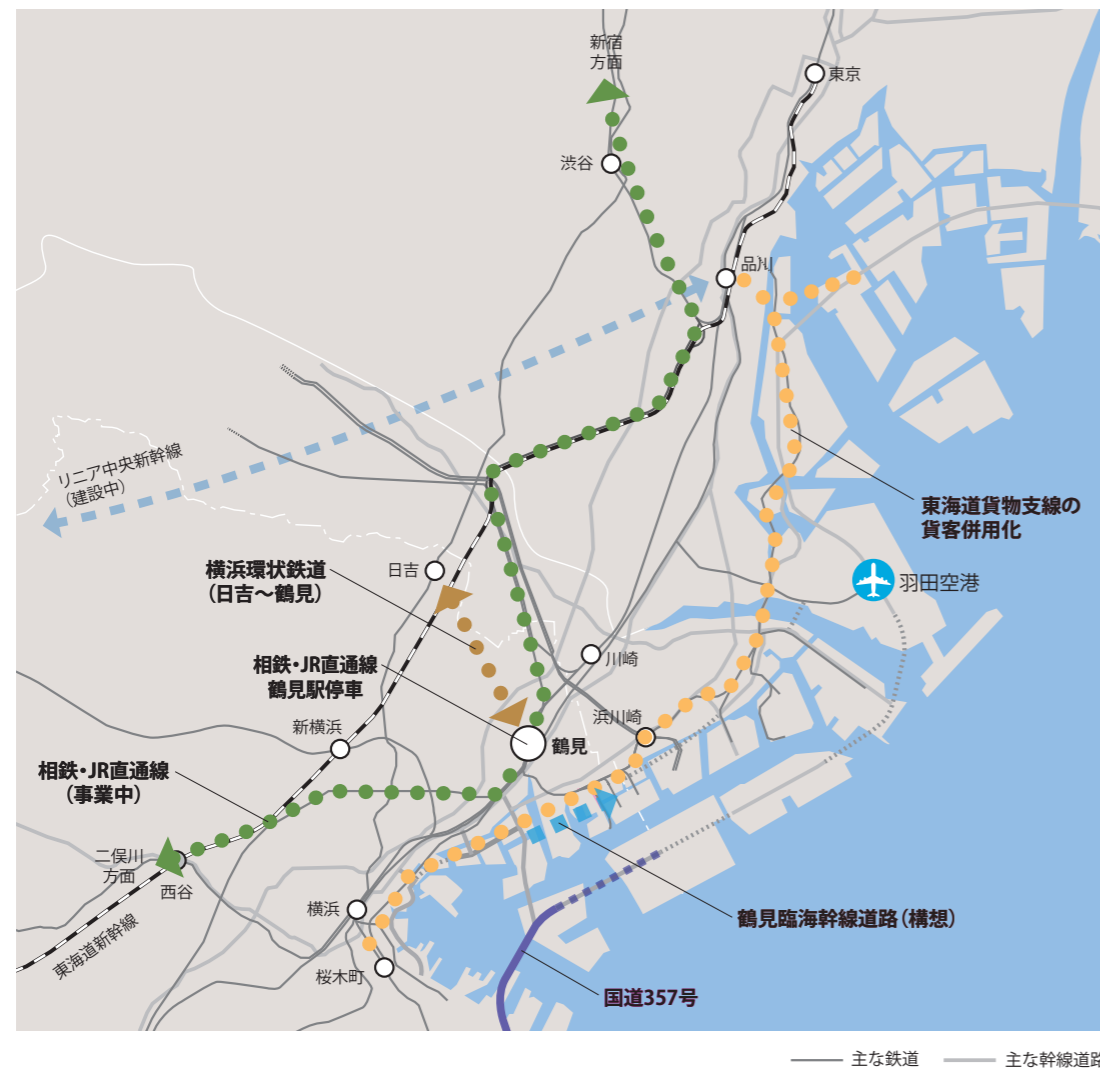 新宿
方面
東京
渋谷
品川
リニア中央新幹線
（建設中）
東海道貨物支線の
貨客併用化
日吉
横浜環状鉄道
（日吉～鶴見）
羽田空港
川崎
相鉄・JR直通線
鶴見駅停車
新横浜
浜川崎
鶴見
相鉄・JR直通線
（事業中）
二俣川
方面
西谷
横浜
鶴見臨海幹線道路（構想）
東海道新幹線
桜木町
国道357号
主な鉄道
主な幹線道路